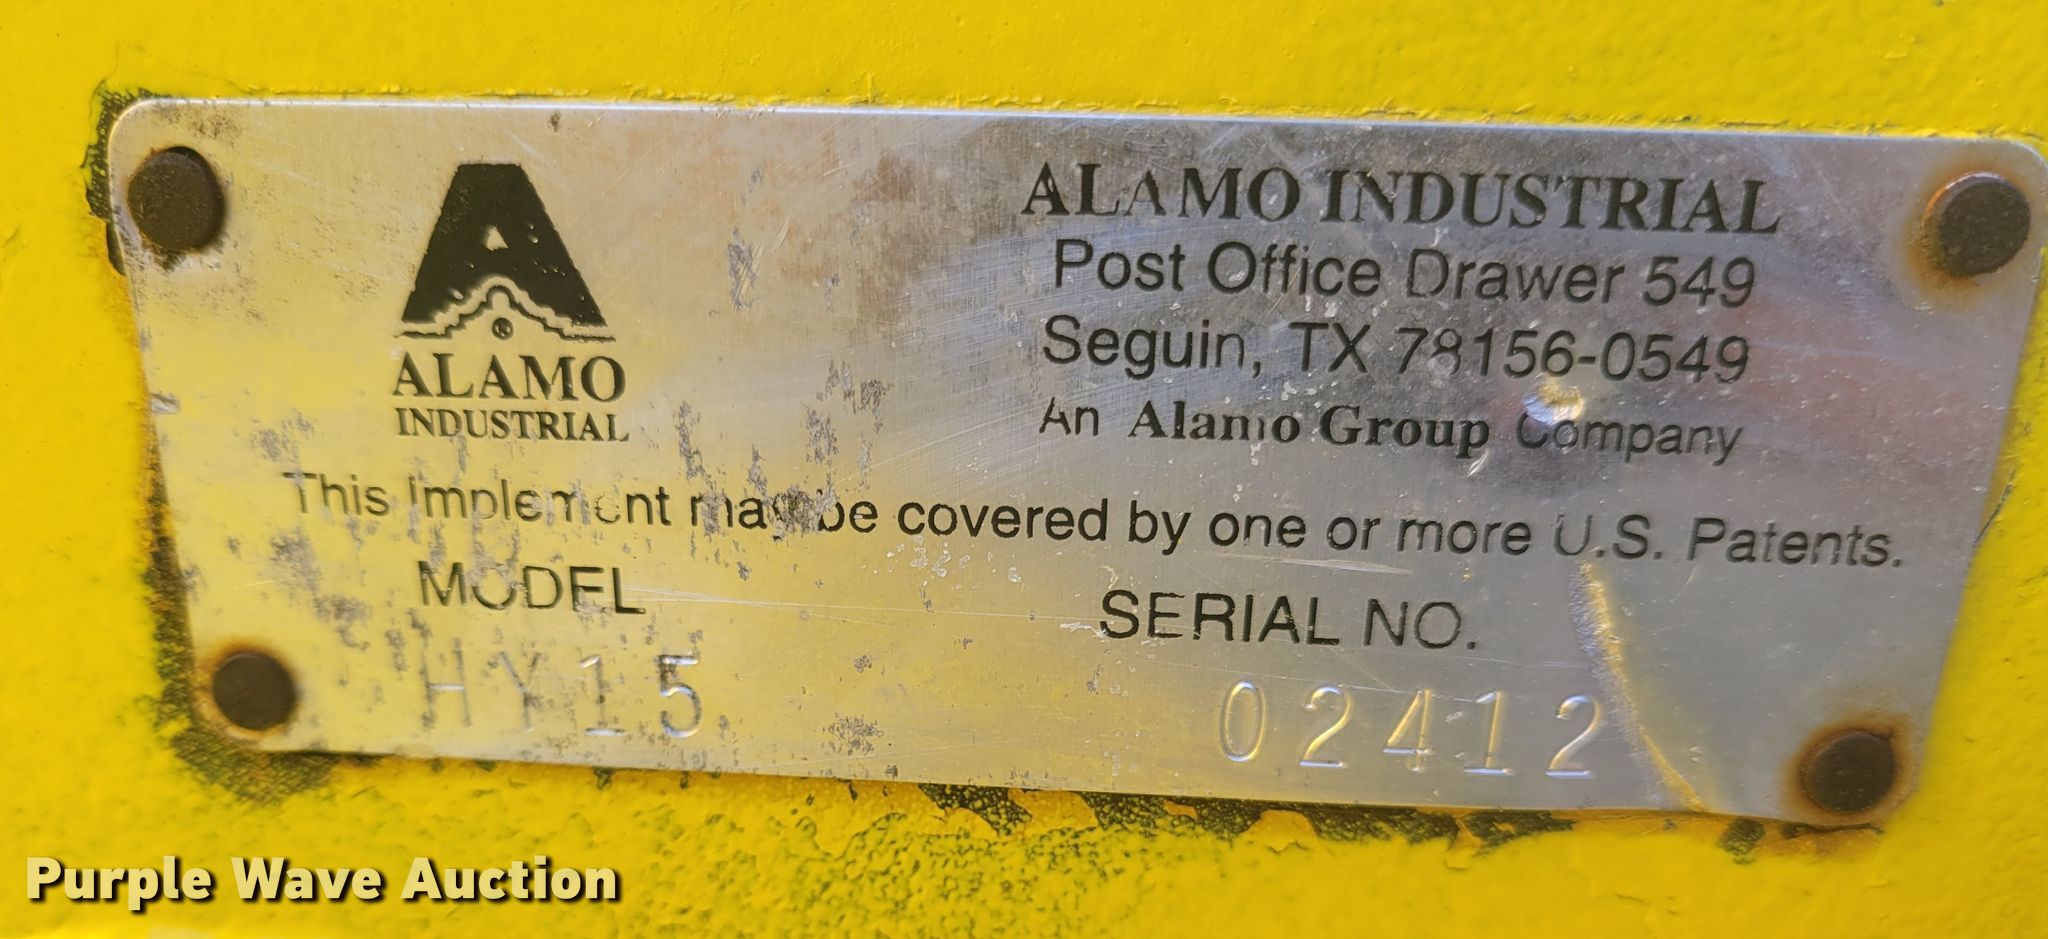 ALAMO
INDUSTRIAL
ALAMO INDUSTRIAL
Post Office Drawer 549
Seguin, TX 78156-0549
An Alamo Group Company
This Implement may be covered by one or more U.S. Patents.
MODEL
HY15
SERIAL NO.
02412
Purple Wave Auction